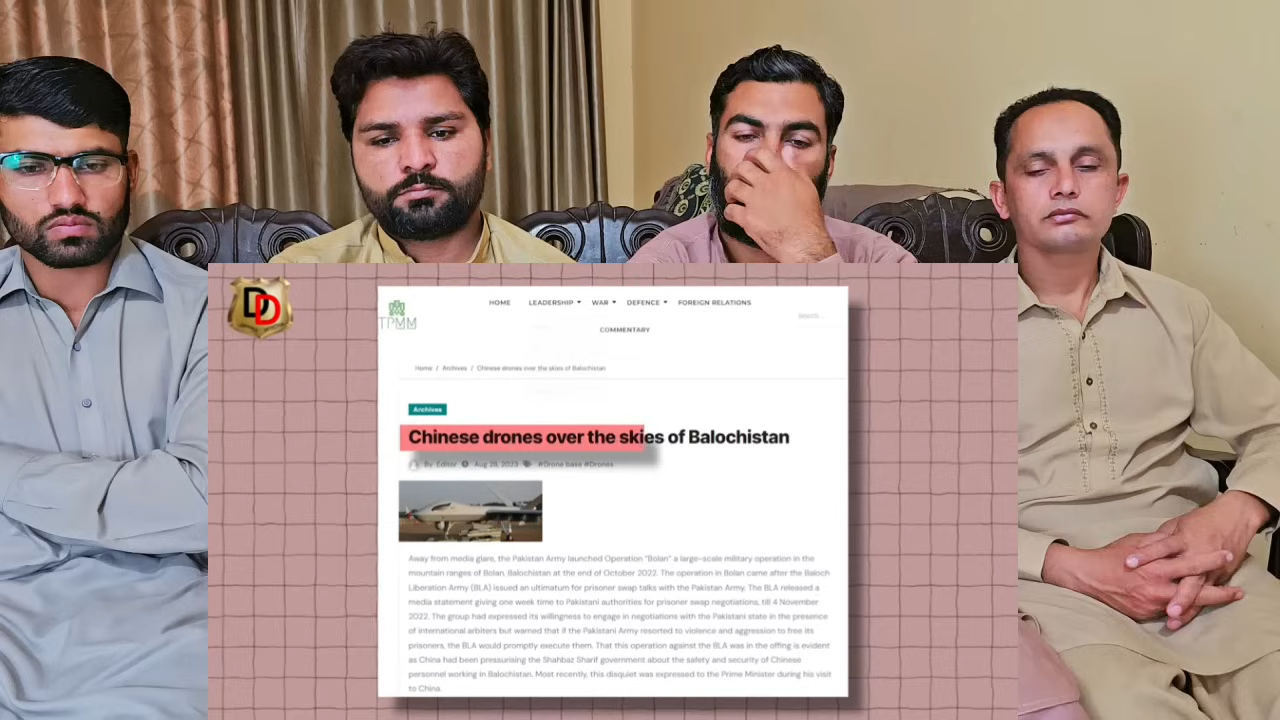 DD
TPMM
HOME LEADERSHIP WAR DEFENCE FOREIGN RELATIONS
Search...
COMMENTARY
Home / Archives / Chinese drones over the skies of Balochistan
Archives
Chinese drones over the skies of Balochistan
By Editor Aug 28, 2023 #Drone base #Drones
Away from media glare, the Pakistan Army launched Operation "Bolan" a large-scale military operation in the
mountain ranges of Bolan, Balochistan at the end of October 2022. The operation in Bolan came after the Baloch
Liberation Army (BLA) issued an ultimatum for prisoner swap talks with the Pakistan Army. The BLA released a
media statement giving one week time to Pakistani authorities for prisoner swap negotiations, till 4 November
2022. The group had expressed its willingness to engage in negotiations with the Pakistani state in the presence
of international arbiters but warned that if the Pakistani Army resorted to violence and aggression to free its
prisoners, the BLA would promptly execute them. That this operation against the BLA was in the offing is evident
as China had been pressurising the Shahbaz Sharif government about the safety and security of Chinese
personnel working in Balochistan. Most recently, this disquiet was expressed to the Prime Minister during his visit
to China.